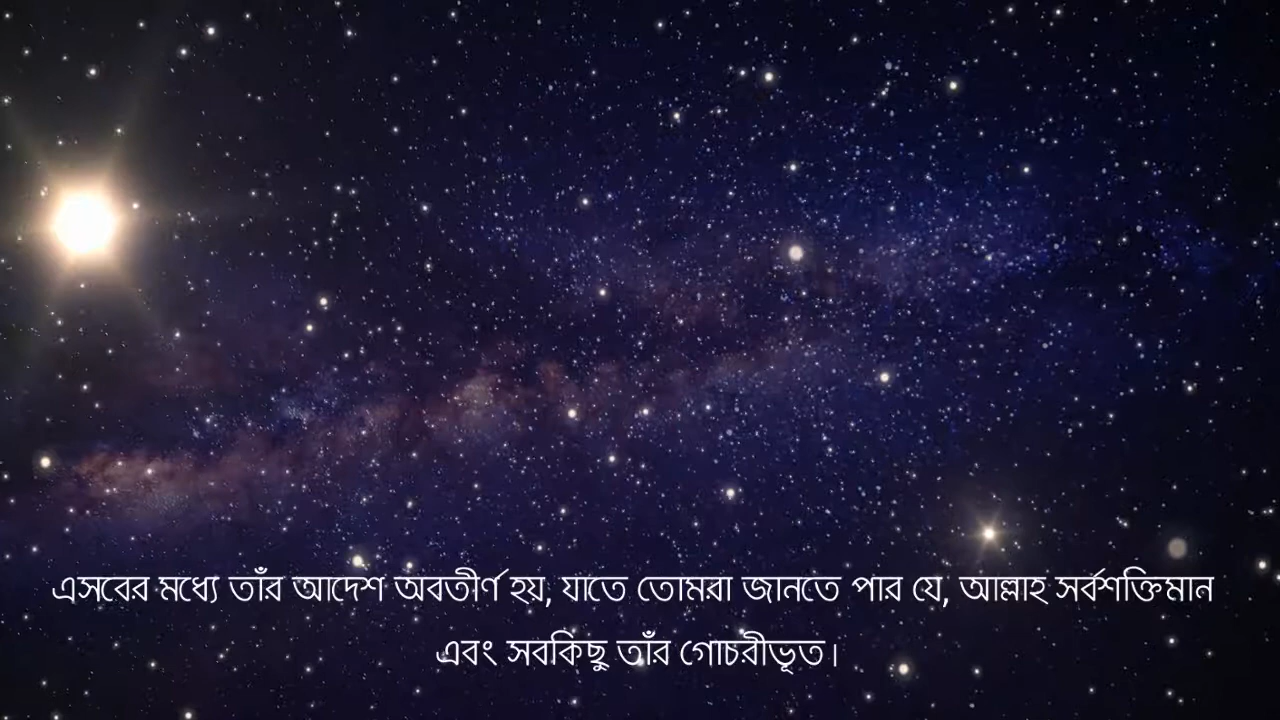 এসবের মধ্যে তাঁর আদেশ অবতীর্ণ হয়, যাতে তোমরা জানতে পার যে, আল্লাহ সর্বশক্তিমান
এবং সবকিছু তাঁর গোচরীভূত।